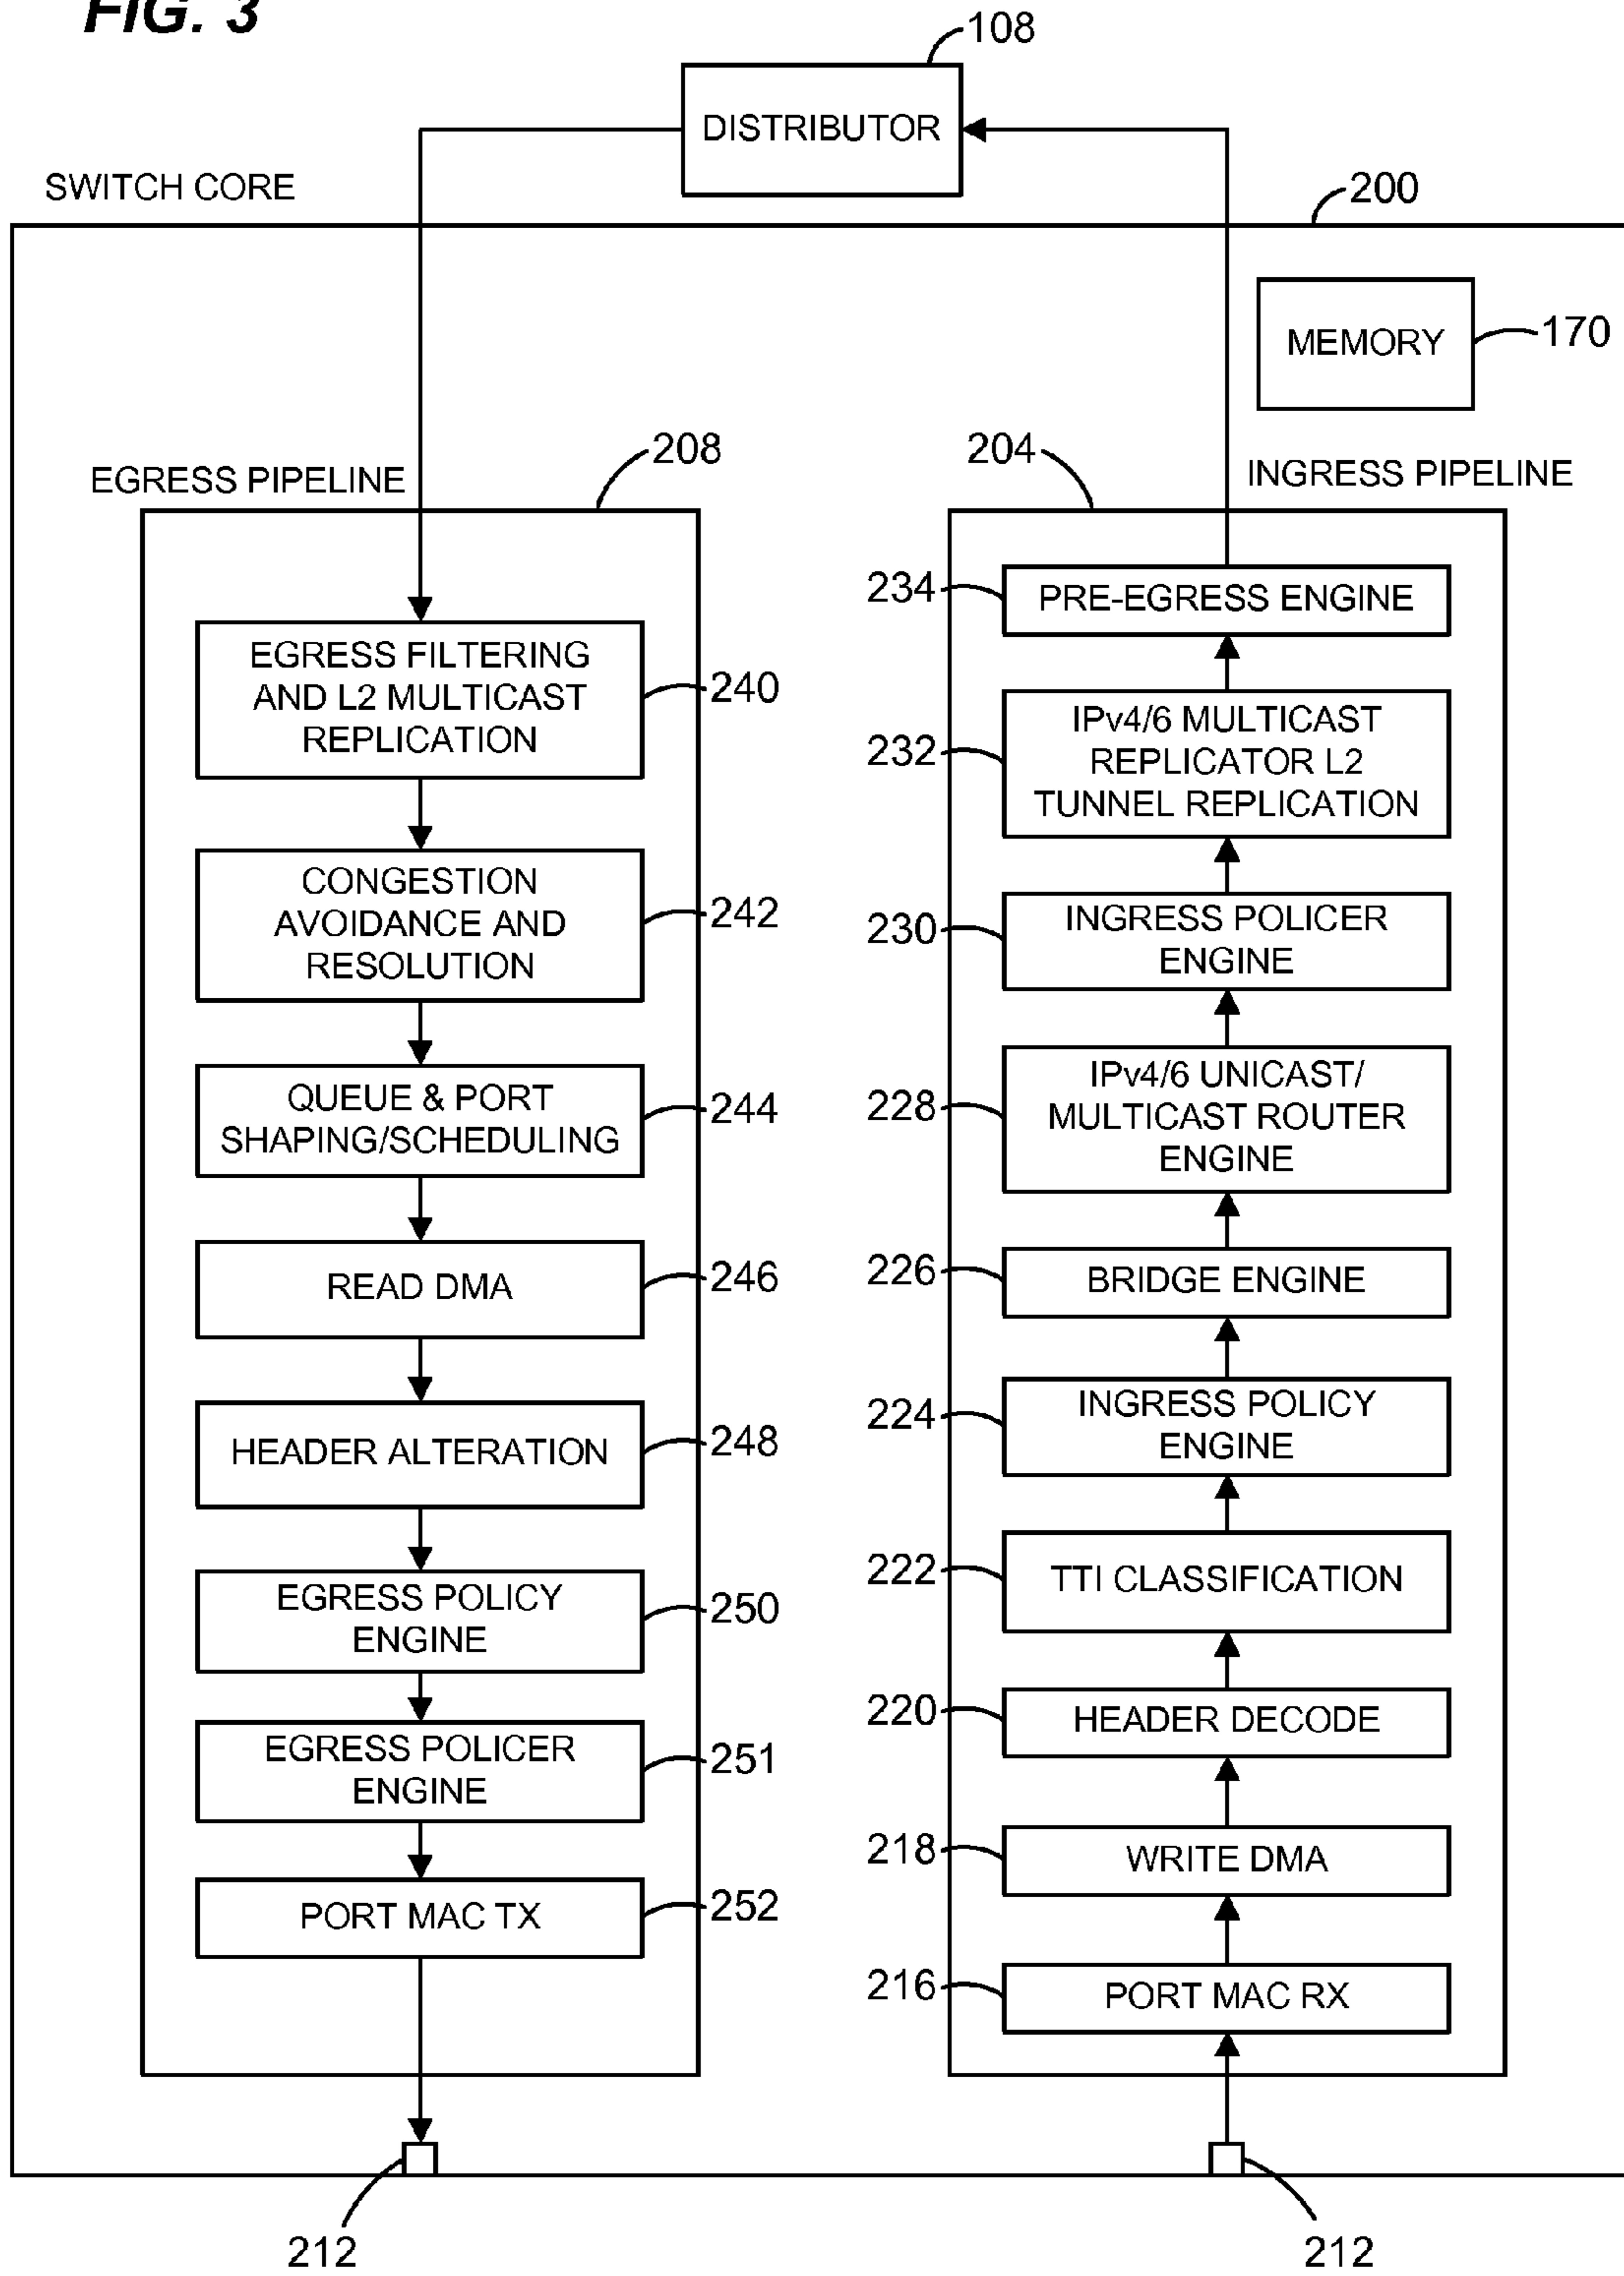 FIG. 3
108
DISTRIBUTOR
SWITCH CORE
200
MEMORY
170
208
204
EGRESS PIPELINE
INGRESS PIPELINE
EGRESS FILTERING
AND L2 MULTICAST
REPLICATION
240
CONGESTION
AVOIDANCE AND
RESOLUTION
242
QUEUE & PORT
SHAPING/SCHEDULING
244
READ DMA
246
HEADER ALTERATION
248
EGRESS POLICY
ENGINE
250
EGRESS POLICER
ENGINE
251
PORT MAC TX
252
212
234
PRE-EGRESS ENGINE
232
IPv4/6 MULTICAST
REPLICATOR L2
TUNNEL REPLICATION
230
INGRESS POLICER
ENGINE
228
IPv4/6 UNICAST/
MULTICAST ROUTER
ENGINE
226
BRIDGE ENGINE
224
INGRESS POLICY
ENGINE
222
TTI CLASSIFICATION
220
HEADER DECODE
218
WRITE DMA
216
PORT MAC RX
212